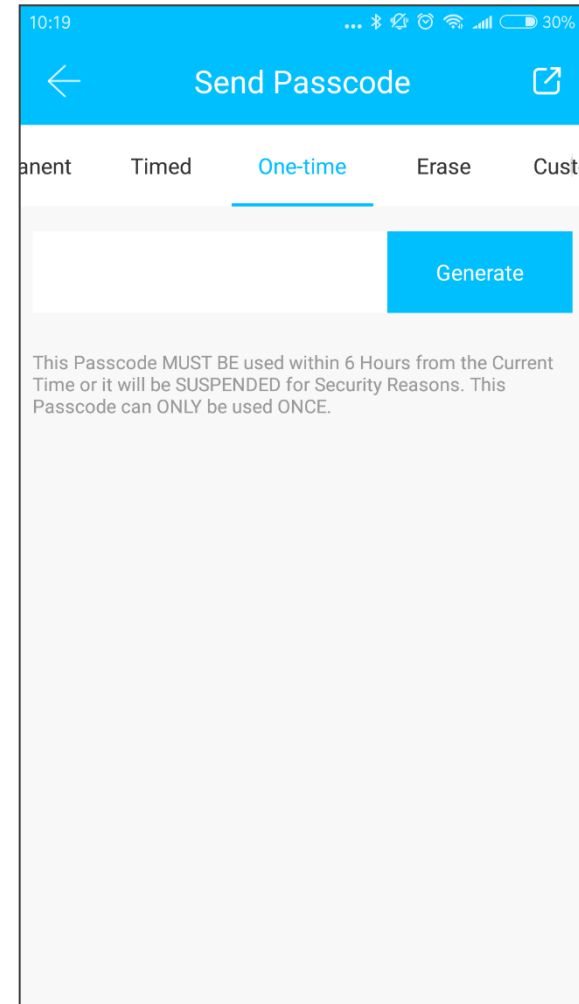 10:19 ... 30%
Send Passcode
anent Timed One-time Erase Cust
Generate
This Passcode MUST BE used within 6 Hours from the Current
Time or it will be SUSPENDED for Security Reasons. This
Passcode can ONLY be used ONCE.